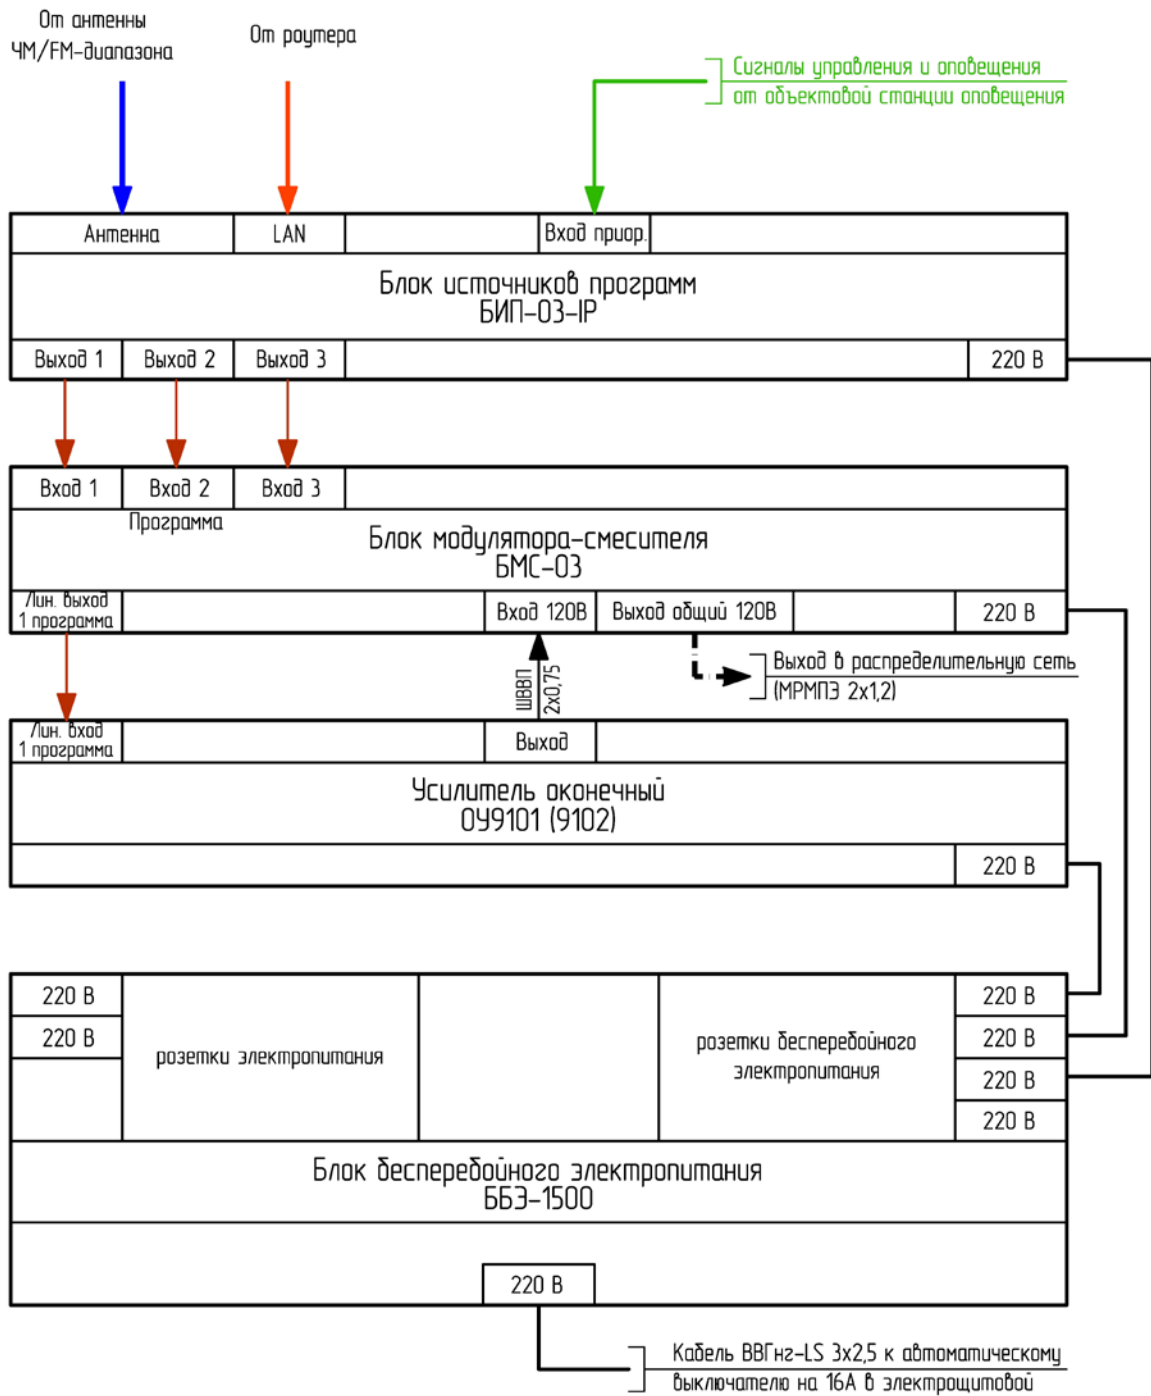 От антенны
ЧМ/FM-диапазона
От роутера
Сигналы управления и оповещения
от объектовой станции оповещения
Антенна
LAN
Вход приор.
Блок источников программ
БИП-03-IP
Выход 1
Выход 2
Выход 3
220 В
Вход 1
Вход 2
Вход 3
Программа
Блок модулятора-смесителя
БМС-03
Лин. выход
1 программа
Вход 120В
Выход общий 120В
220 В
ШВВП
2х0,75
Выход в распределительную сеть
(МРМПЭ 2х1,2)
Лин. вход
1 программа
Выход
Усилитель оконечный
ОУ9101 (9102)
220 В
220 В
220 В
розетки электропитания
розетки бесперебойного
электропитания
220 В
220 В
220 В
220 В
Блок бесперебойного электропитания
ББЭ-1500
220 В
Кабель ВВГнг-LS 3х2,5 к автоматическому
выключателю на 16А в электрощитовой